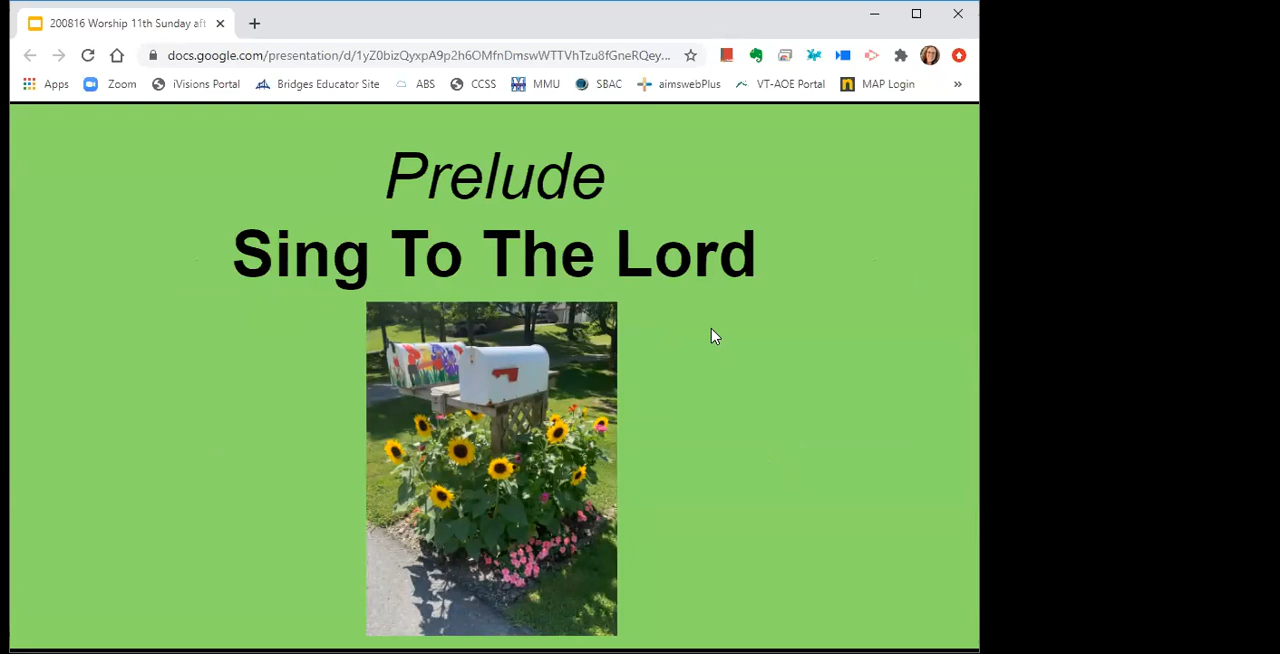 200816 Worship 11th Sunday aft
docs.google.com/presentation/d/1yZ0bizQyxpA9p2h6OMfnDmswWTTVhTzu8fGneRQey...
Apps Zoom iVisions Portal Bridges Educator Site ABS CCSS MMU SBAC aimswebPlus VT-AOE Portal MAP Login »
Prelude
Sing To The Lord